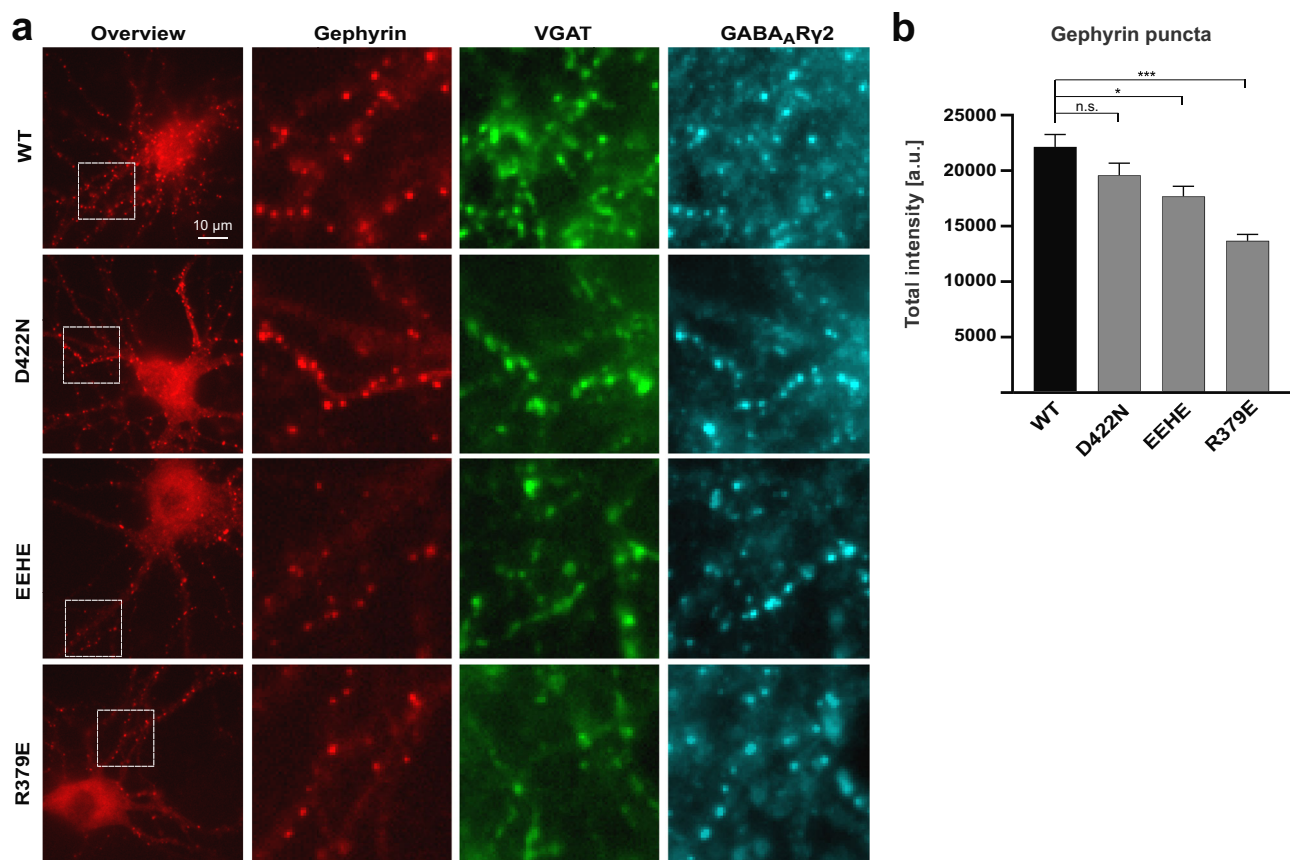 a
Overview Gephyrin VGAT GABA_ARγ2
WT
10 µm
D422N
EEHE
R379E
b
Gephyrin puncta
***
*
n.s.
Total intensity [a.u.]
25000
20000
15000
10000
5000
WT D422N EEHE R379E